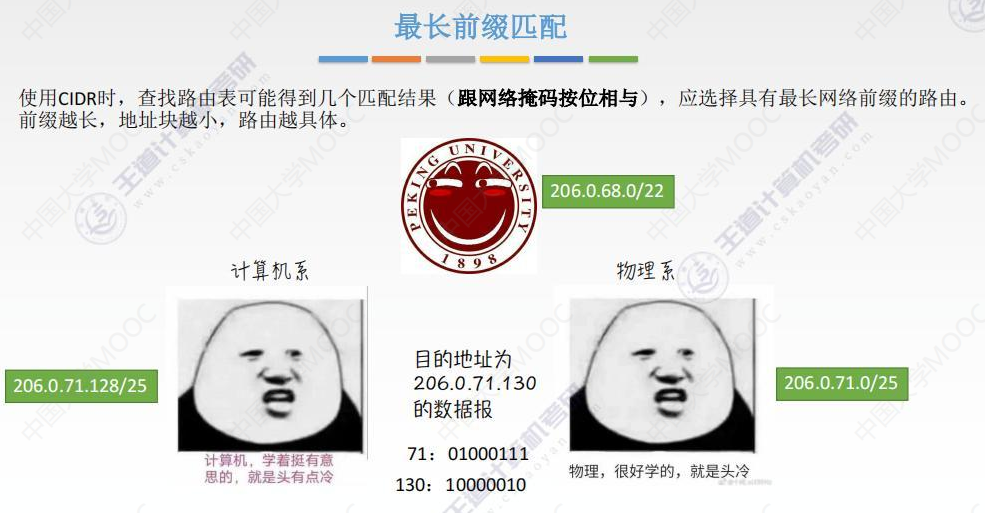 最长前缀匹配
使用CIDR时，查找路由表可能得到几个匹配结果（跟网络掩码按位相与），应选择具有最长网络前缀的路由。
前缀越长，地址块越小，路由越具体。
PEKING UNIVERSITY
1898
206.0.68.0/22
计算机系
物理系
206.0.71.128/25
目的地址为
206.0.71.130
的数据报
206.0.71.0/25
71：01000111
130：10000010
计算机，学着挺有意
思的，就是头有点冷
物理，很好学的，就是头冷
中国大学MOOC
王道计算机考研
www.cskaoyan.com